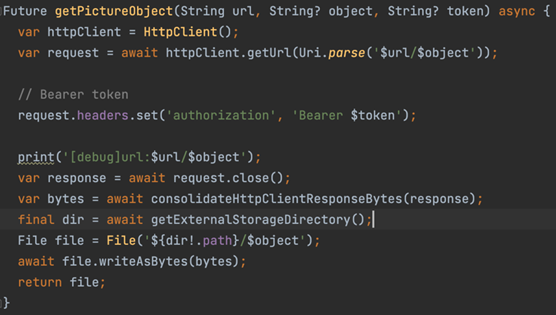 Future getPictureObject(String url, String? object, String? token) async {
var httpClient = HttpClient();
var request = await httpClient.getUrl(Uri.parse('$url/$object'));
// Bearer token
request.headers.set('authorization', 'Bearer $token');
print('[debug]url:$url/$object');
var response = await request.close();
var bytes = await consolidateHttpClientResponseBytes(response);
final dir = await getExternalStorageDirectory();
File file = File('${dir!.path}/$object');
await file.writeAsBytes(bytes);
return file;
}